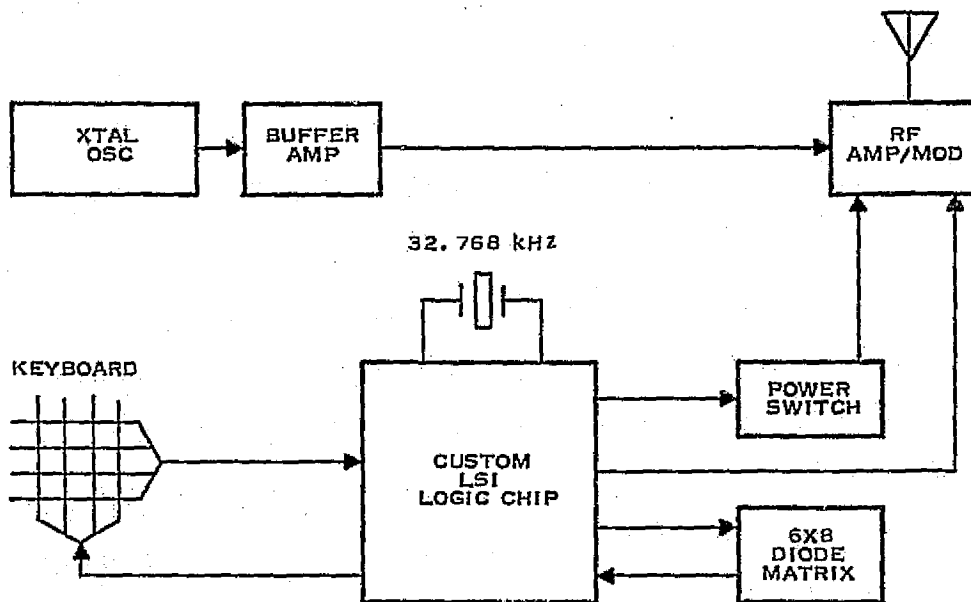 XTAL
OSC
BUFFER
AMP
RF
AMP/MOD
32.768 kHz
KEYBOARD
POWER
SWITCH
CUSTOM
LSI
LOGIC CHIP
6X8
DIODE
MATRIX